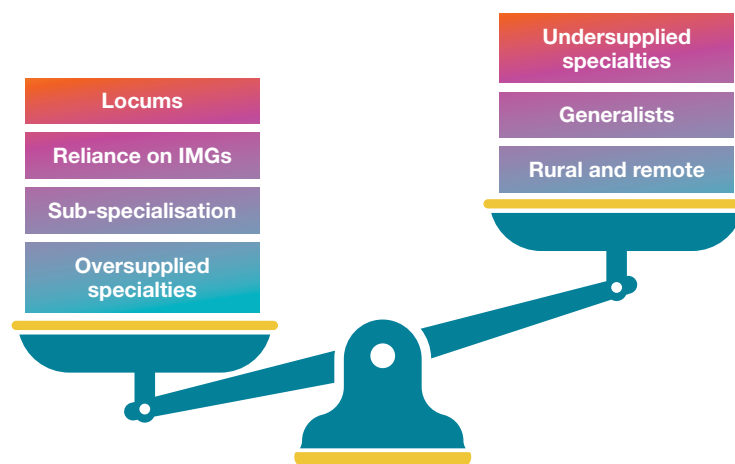 Locums
Reliance on IMGs
Sub-specialisation
Oversupplied
specialties
Undersupplied
specialties
Generalists
Rural and remote